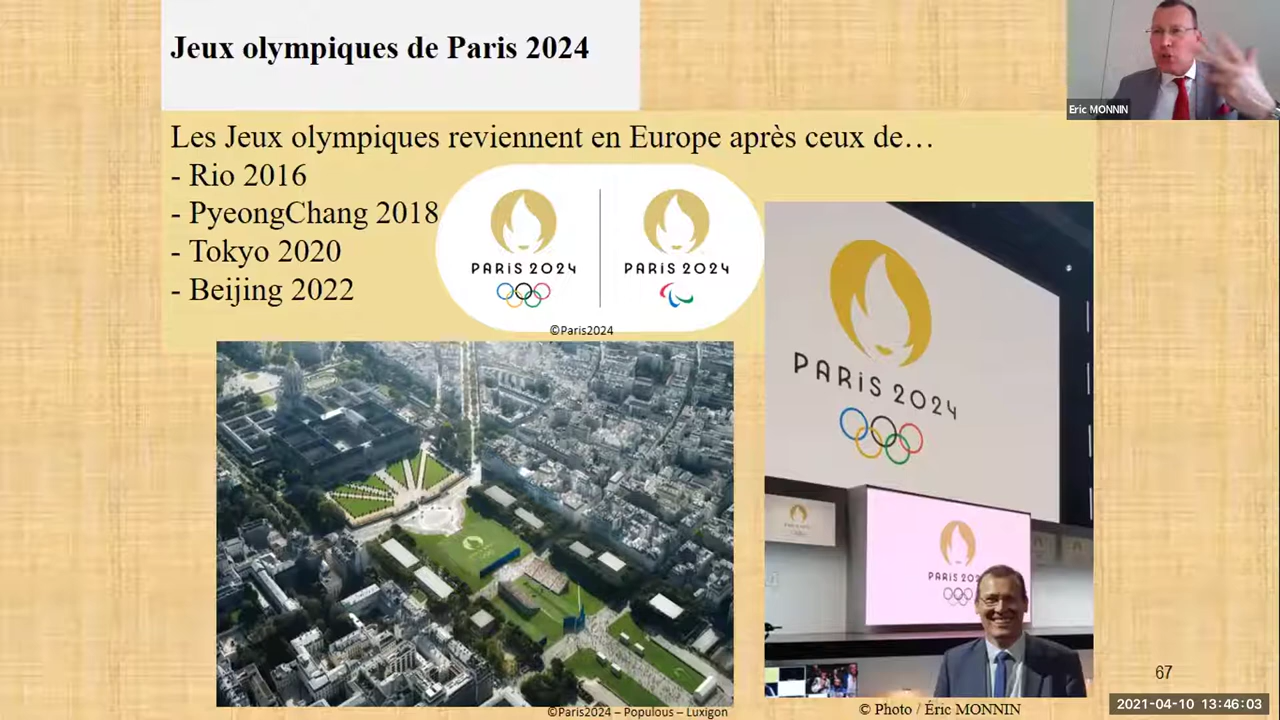 Jeux olympiques de Paris 2024
Eric MONNIN
Les Jeux olympiques reviennent en Europe après ceux de…
- Rio 2016
- PyeongChang 2018
- Tokyo 2020
- Beijing 2022
PARiS 2024
PARiS 2024
©Paris2024
PARiS 2024
PARiS 202
67
©Paris2024 – Populous – Luxigon
© Photo / Éric MONNIN
2021-04-10 13:46:03